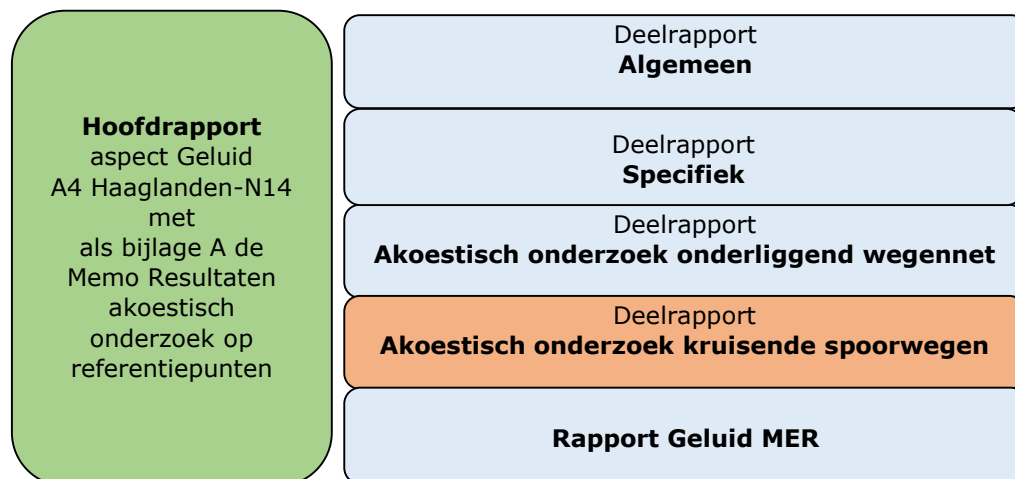 Hoofdrapport
aspect Geluid
A4 Haaglanden-N14
met
als bijlage A de
Memo Resultaten
akoestisch
onderzoek op
referentiepunten
Deelrapport
Algemeen
Deelrapport
Specifiek
Deelrapport
Akoestisch onderzoek onderliggend wegennet
Deelrapport
Akoestisch onderzoek kruisende spoorwegen
Rapport Geluid MER